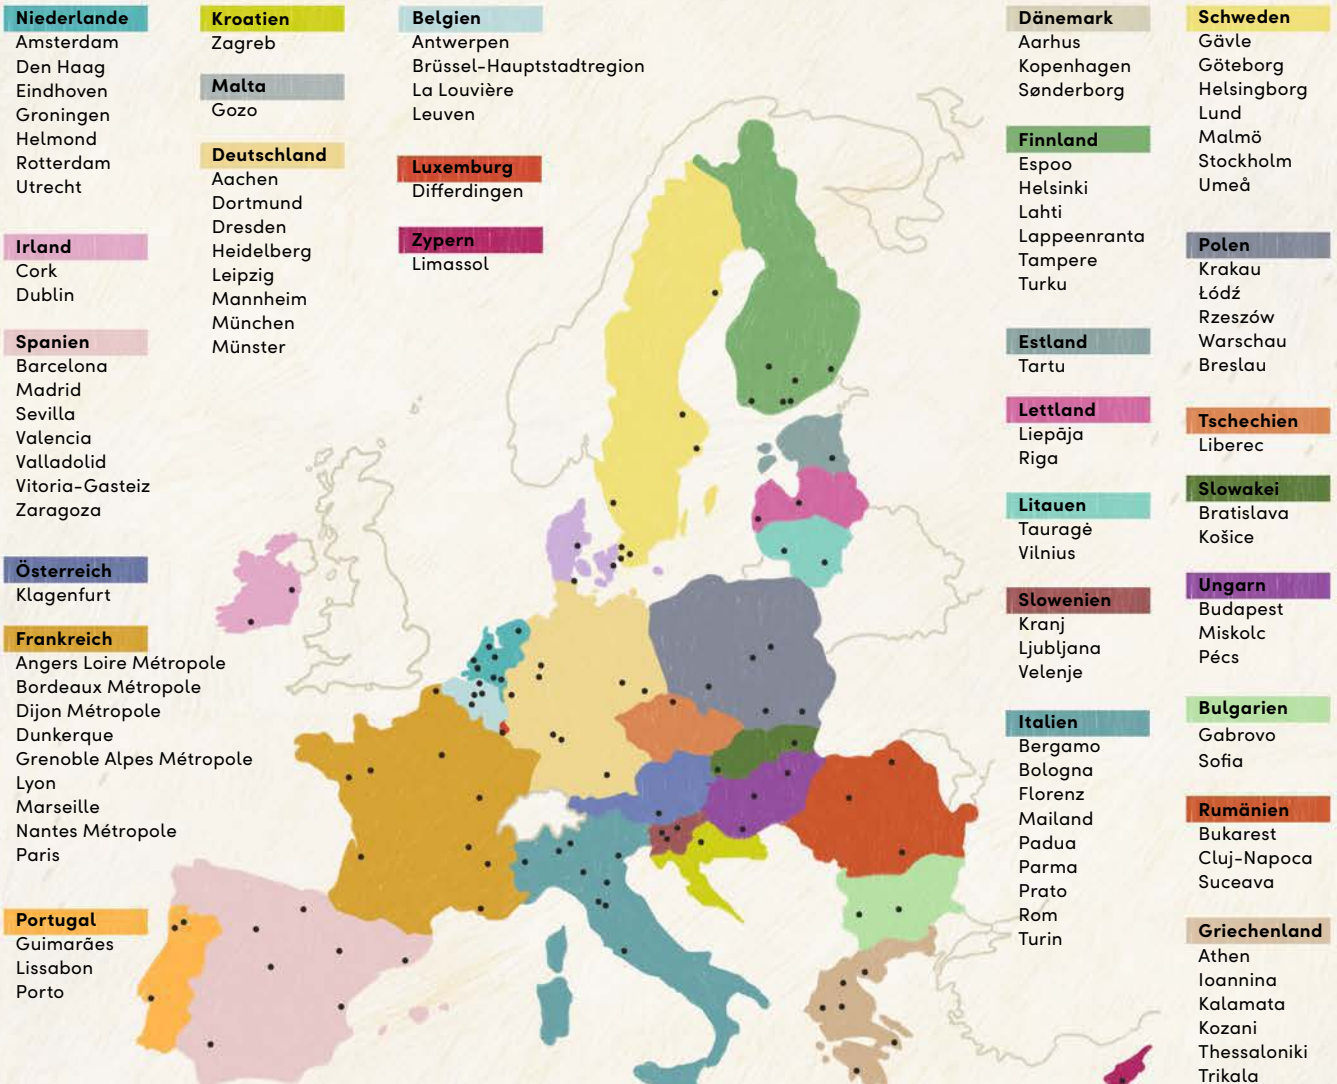 Niederlande
Amsterdam
Den Haag
Eindhoven
Groningen
Helmond
Rotterdam
Utrecht
Irland
Cork
Dublin
Spanien
Barcelona
Madrid
Sevilla
Valencia
Valladolid
Vitoria-Gasteiz
Zaragoza
Österreich
Klagenfurt
Frankreich
Angers Loire Métropole
Bordeaux Métropole
Dijon Métropole
Dunkerque
Grenoble Alpes Métropole
Lyon
Marseille
Nantes Métropole
Paris
Portugal
Guimarães
Lissabon
Porto
Kroatien
Zagreb
Malta
Gozo
Deutschland
Aachen
Dortmund
Dresden
Heidelberg
Leipzig
Mannheim
München
Münster
Belgien
Antwerpen
Brüssel-Hauptstadtregion
La Louvière
Leuven
Luxemburg
Differdingen
Zypern
Limassol
Dänemark
Aarhus
Kopenhagen
Sønderborg
Finnland
Espoo
Helsinki
Lahti
Lappeenranta
Tampere
Turku
Estland
Tartu
Lettland
Liepāja
Riga
Litauen
Tauragė
Vilnius
Slowenien
Kranj
Ljubljana
Velenje
Italien
Bergamo
Bologna
Florenz
Mailand
Padua
Parma
Prato
Rom
Turin
Schweden
Gävle
Göteborg
Helsingborg
Lund
Malmö
Stockholm
Umeå
Polen
Krakau
Łódź
Rzeszów
Warschau
Breslau
Tschechien
Liberec
Slowakei
Bratislava
Košice
Ungarn
Budapest
Miskolc
Pécs
Bulgarien
Gabrovo
Sofia
Rumänien
Bukarest
Cluj-Napoca
Suceava
Griechenland
Athen
Ioannina
Kalamata
Kozani
Thessaloniki
Trikala